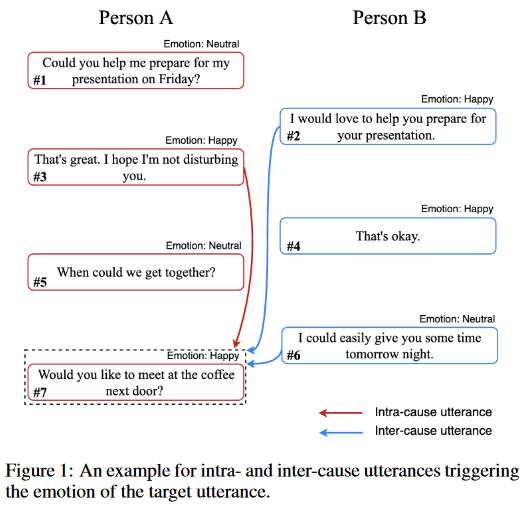 Person A
Person B
Emotion: Neutral
Could you help me prepare for my
#1 presentation on Friday?
Emotion: Happy
I would love to help you prepare for
#2 your presentation.
Emotion: Happy
That's great. I hope I'm not disturbing
#3 you.
Emotion: Happy
That's okay.
#4
Emotion: Neutral
When could we get together?
#5
Emotion: Neutral
I could easily give you some time
#6 tomorrow night.
Emotion: Happy
Would you like to meet at the coffee
#7 next door?
Intra-cause utterance
Inter-cause utterance
Figure 1: An example for intra- and inter-cause utterances triggering
the emotion of the target utterance.